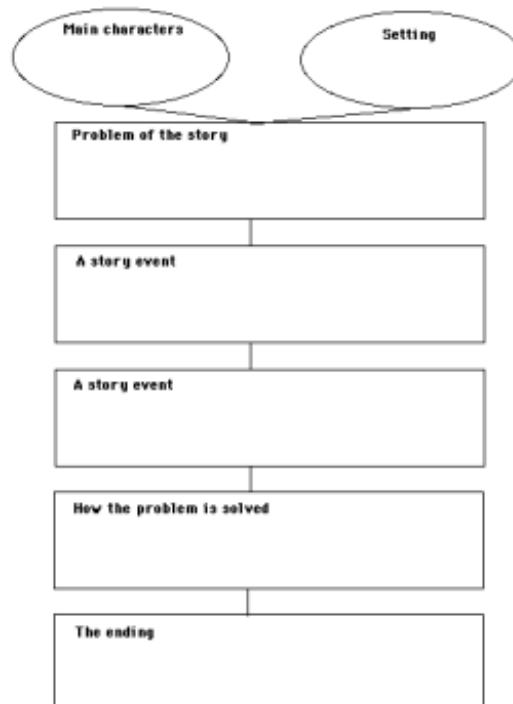 Main characters
Setting
Problem of the story
A story event
A story event
How the problem is solved
The ending